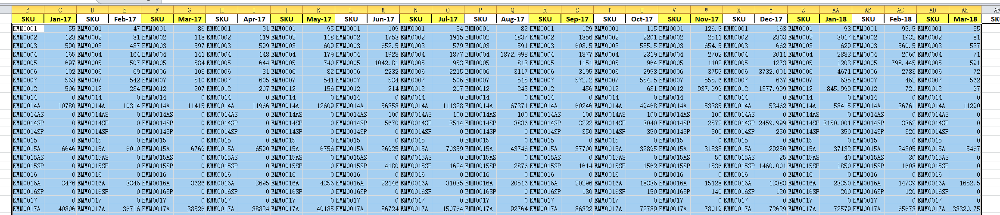 B C D E F G H I J K L M N O P Q R S T U V W X Y Z AA AB AC AD AE
SKU Jan-17 SKU Feb-17 SKU Mar-17 SKU Apr-17 SKU May-17 SKU Jun-17 SKU Jul-17 SKU Aug-17 SKU Sep-17 SKU Oct-17 SKU Nov-17 SKU Dec-17 SKU Jan-18 SKU Feb-18 SKU Mar-18
EMM0001 55 EMM0001 47 EMM0001 86 EMM0001 91 EMM0001 95 EMM0001 109 EMM0001 84 EMM0001 82 EMM0001 129 EMM0001 115 EMM0001 126.5 EMM0001 163 EMM0001 93 EMM0001 95.5 EMM0001 35
EMM0002 128 EMM0002 81 EMM0002 118 EMM0002 119 EMM0002 118 EMM0002 1753 EMM0002 1915 EMM0002 1837 EMM0002 1856 EMM0002 2201 EMM0002 2511 EMM0002 2803 EMM0002 3017 EMM0002 1932 EMM0002 81
EMM0003 590 EMM0003 487 EMM0003 597 EMM0003 599 EMM0003 609 EMM0003 652.5 EMM0003 579 EMM0003 591 EMM0003 608.5 EMM0003 585.5 EMM0003 654.5 EMM0003 662 EMM0003 629 EMM0003 560.5 EMM0003 537
EMM0004 165 EMM0004 164 EMM0004 141 EMM0004 148 EMM0004 179 EMM0004 1928 EMM0004 1877 EMM0004 1872.998 EMM0004 1877 EMM0004 2319 EMM0004 2702 EMM0004 3011 EMM0004 2883 EMM0004 2060 EMM0004 71
EMM0005 697 EMM0005 507 EMM0005 584 EMM0005 644 EMM0005 740 EMM0005 1042.81 EMM0005 953 EMM0005 813 EMM0005 1151 EMM0005 964 EMM0005 1102 EMM0005 1273 EMM0005 1203 EMM0005 798.445 EMM0005 591
EMM0006 102 EMM0006 69 EMM0006 108 EMM0006 81 EMM0006 82 EMM0006 2232 EMM0006 2215 EMM0006 3117 EMM0006 3195 EMM0006 2998 EMM0006 3755 EMM0006 3732.001 EMM0006 4671 EMM0006 2783 EMM0006 72
EMM0007 563 EMM0007 542 EMM0007 510 EMM0007 605 EMM0007 541 EMM0007 534 EMM0007 506 EMM0007 515 EMM0007 572.2 EMM0007 554.5 EMM0007 555.6 EMM0007 667 EMM0007 635 EMM0007 462 EMM0007 562
EMM0012 506 EMM0012 284 EMM0012 207 EMM0012 207 EMM0012 156 EMM0012 214 EMM0012 207 EMM0012 245 EMM0012 456 EMM0012 681 EMM0012 937.999 EMM0012 1377.999 EMM0012 845.999 EMM0012 721 EMM0012 97
EMM0014 0 EMM0014 0 EMM0014 0 EMM0014 0 EMM0014 0 EMM0014 0 EMM0014 0 EMM0014 0 EMM0014 0 EMM0014 0 EMM0014 0 EMM0014 0 EMM0014 0 EMM0014 0 EMM0014 0
EMM0014A 10780 EMM0014A 10314 EMM0014A 11415 EMM0014A 11966 EMM0014A 12609 EMM0014A 56358 EMM0014A 111328 EMM0014A 67371 EMM0014A 60246 EMM0014A 49468 EMM0014A 53385 EMM0014A 53462 EMM0014A 58415 EMM0014A 36761 EMM0014A 11290
EMM0014AS 0 EMM0014AS 0 EMM0014AS 0 EMM0014AS 0 EMM0014AS 0 EMM0014AS 100 EMM0014AS 100 EMM0014AS 100 EMM0014AS 100 EMM0014AS 100 EMM0014AS 100 EMM0014AS 0 EMM0014AS 0 EMM0014AS 0 EMM0014AS 0
EMM0014SP 0 EMM0014SP 0 EMM0014SP 0 EMM0014SP 0 EMM0014SP 0 EMM0014SP 5670 EMM0014SP 3514 EMM0014SP 3886 EMM0014SP 3222 EMM0014SP 3040 EMM0014SP 2572 EMM0014SP 2459.999 EMM0014SP 3150.001 EMM0014SP 3362 EMM0014SP 0
EMM0014SP 0 EMM0014SP 0 EMM0014SP 0 EMM0014SP 0 EMM0014SP 0 EMM0014SP 0 EMM0014SP 0 EMM0014SP 0 EMM0014SP 350 EMM0014SP 350 EMM0014SP 300 EMM0014SP 250 EMM0014SP 350 EMM0014SP 320 EMM0014SP 0
EMM0015 0 EMM0015 0 EMM0015 0 EMM0015 0 EMM0015 0 EMM0015 0 EMM0015 0 EMM0015 0 EMM0015 0 EMM0015 0 EMM0015 0 EMM0015 0 EMM0015 0 EMM0015 0 EMM0015 0
EMM0015A 6646 EMM0015A 6010 EMM0015A 6769 EMM0015A 6590 EMM0015A 6756 EMM0015A 26925 EMM0015A 70359 EMM0015A 43746 EMM0015A 37700 EMM0015A 32895 EMM0015A 31838 EMM0015A 29250 EMM0015A 37132 EMM0015A 24305 EMM0015A 5467
EMM0015AS 0 EMM0015AS 0 EMM0015AS 0 EMM0015AS 0 EMM0015AS 0 EMM0015AS 0 EMM0015AS 0 EMM0015AS 0 EMM0015AS 0 EMM0015AS 0 EMM0015AS 50 EMM0015AS 25 EMM0015AS 40 EMM0015AS 30 EMM0015AS 0
EMM0015SP 0 EMM0015SP 0 EMM0015SP 0 EMM0015SP 0 EMM0015SP 0 EMM0015SP 4180 EMM0015SP 1624 EMM0015SP 2876 EMM0015SP 1614 EMM0015SP 1562 EMM0015SP 1536 EMM0015SP 1460.001 EMM0015SP 1850 EMM0015SP 1608 EMM0015SP 0
EMM0016 0 EMM0016 0 EMM0016 0 EMM0016 0 EMM0016 0 EMM0016 0 EMM0016 0 EMM0016 0 EMM0016 0 EMM0016 0 EMM0016 0 EMM0016 0 EMM0016 0 EMM0016 0 EMM0016 0
EMM0016A 3476 EMM0016A 3346 EMM0016A 3626 EMM0016A 3695 EMM0016A 4356 EMM0016A 22146 EMM0016A 31035 EMM0016A 20516 EMM0016A 20296 EMM0016A 18336 EMM0016A 15128 EMM0016A 13388 EMM0016A 23350 EMM0016A 14739 EMM0016A 1652.5
EMM0016SP 0 EMM0016SP 0 EMM0016SP 0 EMM0016SP 0 EMM0016SP 0 EMM0016SP 0 EMM0016SP 0 EMM0016SP 0 EMM0016SP 180 EMM0016SP 150 EMM0016SP 140 EMM0016SP 120 EMM0016SP 200 EMM0016SP 120 EMM0016SP 0
EMM0017 0 EMM0017 0 EMM0017 0 EMM0017 0 EMM0017 0 EMM0017 0 EMM0017 0 EMM0017 0 EMM0017 0 EMM0017 0 EMM0017 0 EMM0017 0 EMM0017 0 EMM0017 0 EMM0017 0
EMM0017A 40806 EMM0017A 36716 EMM0017A 38526 EMM0017A 38824 EMM0017A 40185 EMM0017A 86724 EMM0017A 150764 EMM0017A 92764 EMM0017A 86322 EMM0017A 72789 EMM0017A 78019 EMM0017A 72629 EMM0017A 72579 EMM0017A 65673 EMM0017A 33320.75